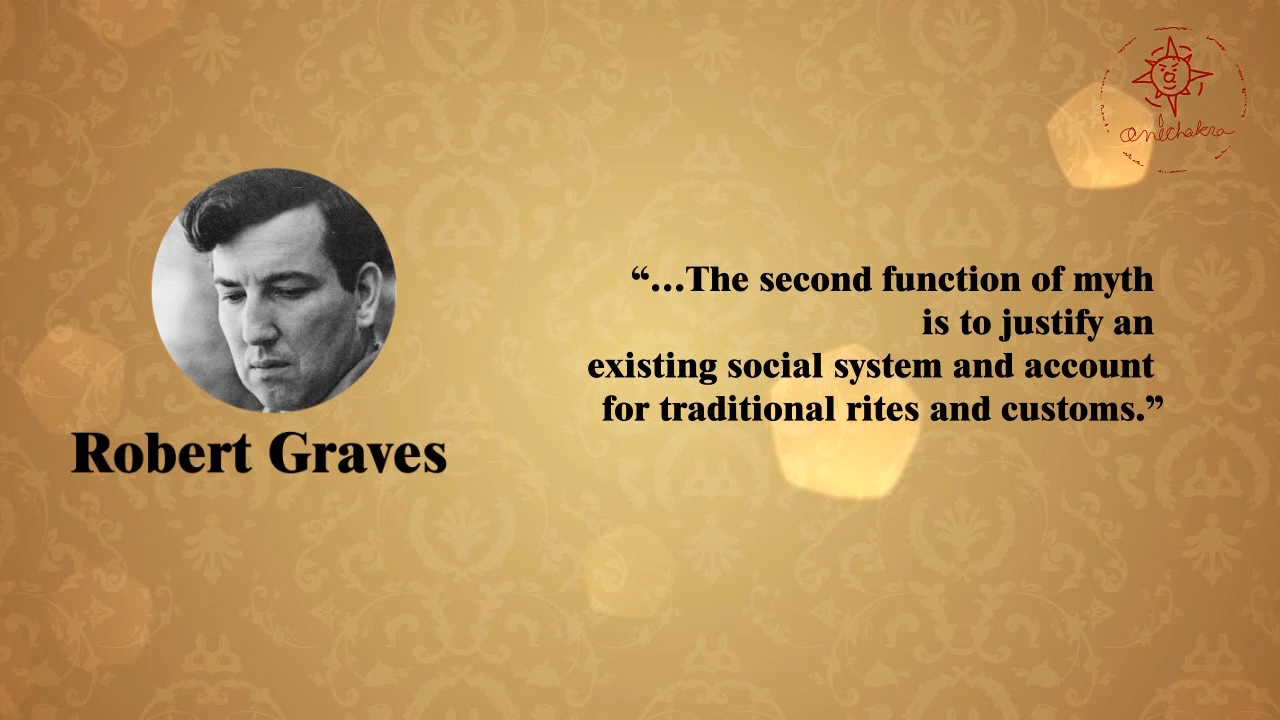 “...The second function of myth
is to justify an
existing social system and account
for traditional rites and customs.”
Robert Graves